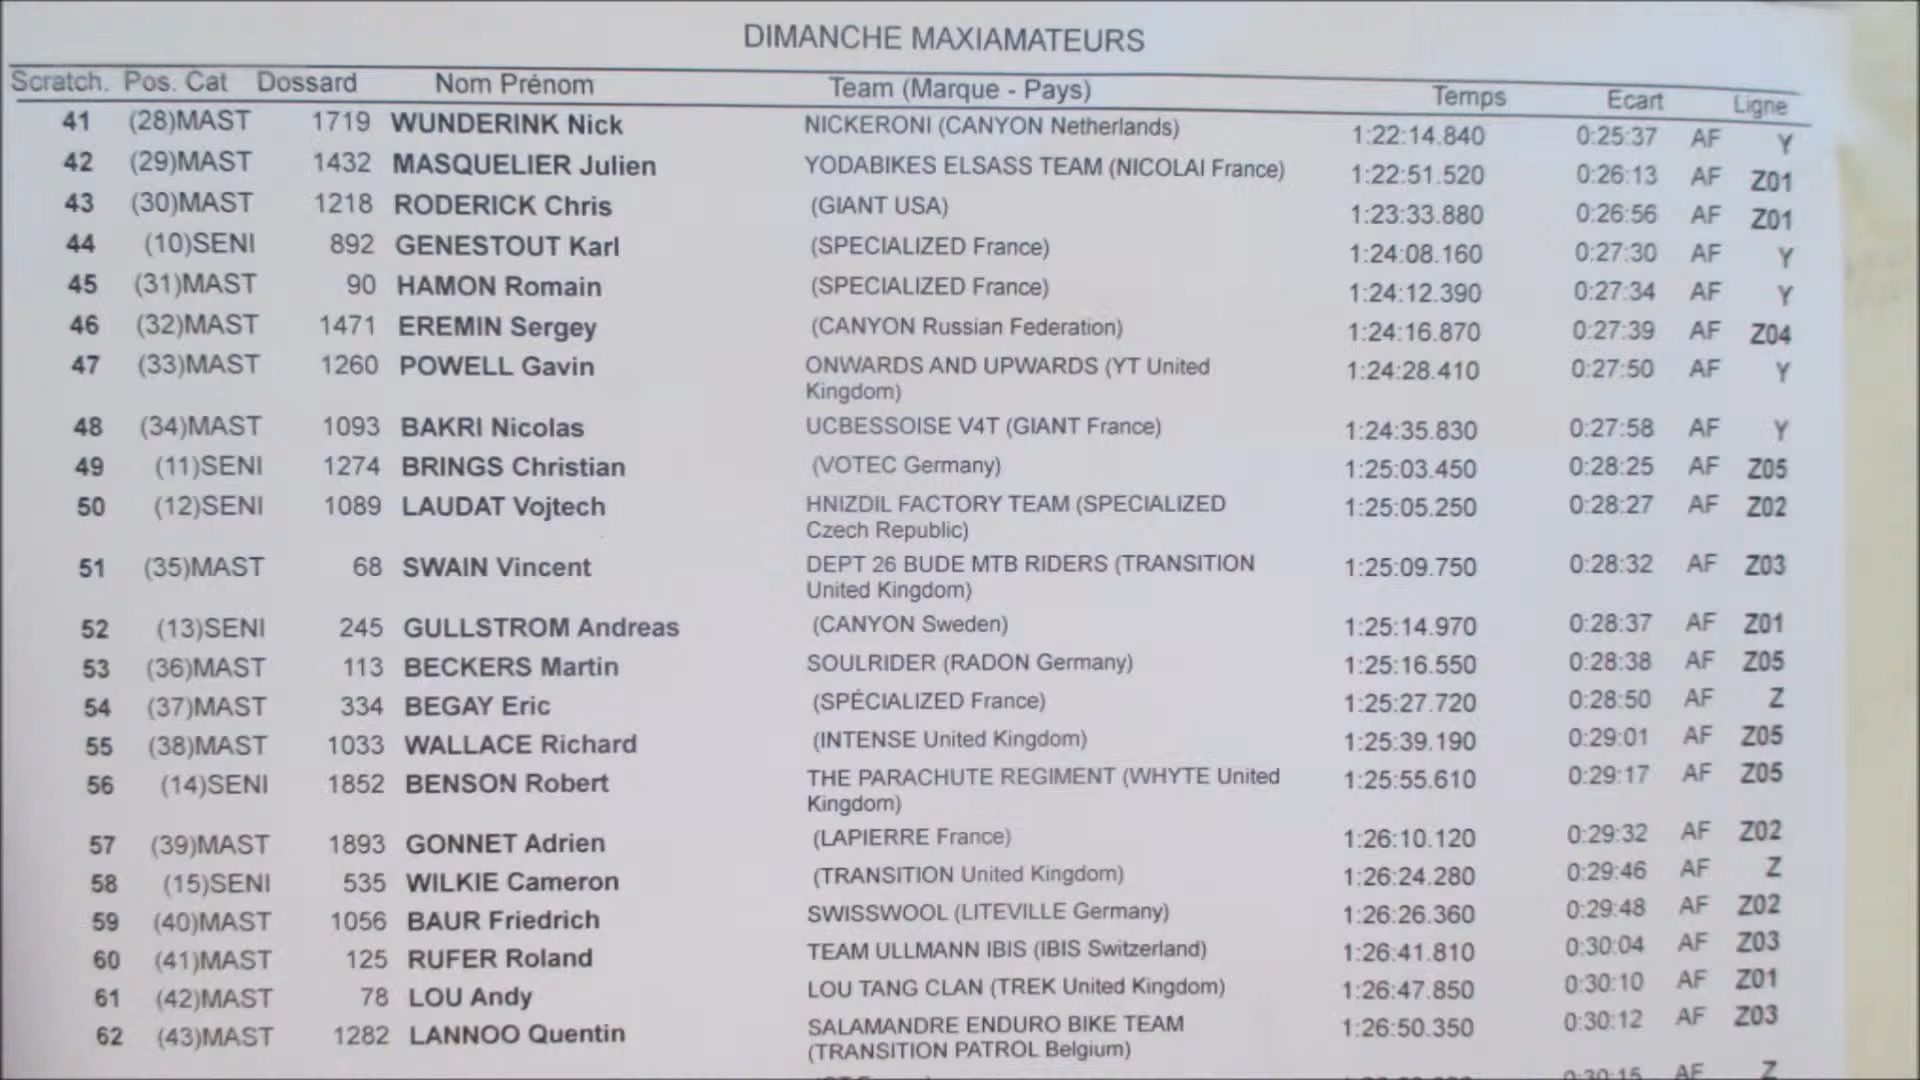 DIMANCHE MAXIAMATEURS
Scratch. Pos. Cat Dossard Nom Prénom Team (Marque - Pays) Temps Ecart Ligne
41 (28)MAST 1719 WUNDERINK Nick NICKERONI (CANYON Netherlands) 1:22:14.840 0:25:37 AF Y
42 (29)MAST 1432 MASQUELIER Julien YODABIKES ELSASS TEAM (NICOLAI France) 1:22:51.520 0:26:13 AF Z01
43 (30)MAST 1218 RODERICK Chris (GIANT USA) 1:23:33.880 0:26:56 AF Z01
44 (10)SENI 892 GENESTOUT Karl (SPECIALIZED France) 1:24:08.160 0:27:30 AF Y
45 (31)MAST 90 HAMON Romain (SPECIALIZED France) 1:24:12.390 0:27:34 AF Y
46 (32)MAST 1471 EREMIN Sergey (CANYON Russian Federation) 1:24:16.870 0:27:39 AF Z04
47 (33)MAST 1260 POWELL Gavin ONWARDS AND UPWARDS (YT United 1:24:28.410 0:27:50 AF Y
Kingdom)
48 (34)MAST 1093 BAKRI Nicolas UCBESSOISE V4T (GIANT France) 1:24:35.830 0:27:58 AF Y
49 (11)SENI 1274 BRINGS Christian (VOTEC Germany) 1:25:03.450 0:28:25 AF Z05
50 (12)SENI 1089 LAUDAT Vojtech HNIZDIL FACTORY TEAM (SPECIALIZED 1:25:05.250 0:28:27 AF Z02
Czech Republic)
51 (35)MAST 68 SWAIN Vincent DEPT 26 BUDE MTB RIDERS (TRANSITION 1:25:09.750 0:28:32 AF Z03
United Kingdom)
52 (13)SENI 245 GULLSTROM Andreas (CANYON Sweden) 1:25:14.970 0:28:37 AF Z01
53 (36)MAST 113 BECKERS Martin SOULRIDER (RADON Germany) 1:25:16.550 0:28:38 AF Z05
54 (37)MAST 334 BEGAY Eric (SPÉCIALIZED France) 1:25:27.720 0:28:50 AF Z
55 (38)MAST 1033 WALLACE Richard (INTENSE United Kingdom) 1:25:39.190 0:29:01 AF Z05
56 (14)SENI 1852 BENSON Robert THE PARACHUTE REGIMENT (WHYTE United 1:25:55.610 0:29:17 AF Z05
Kingdom)
57 (39)MAST 1893 GONNET Adrien (LAPIERRE France) 1:26:10.120 0:29:32 AF Z02
58 (15)SENI 535 WILKIE Cameron (TRANSITION United Kingdom) 1:26:24.280 0:29:46 AF Z
59 (40)MAST 1056 BAUR Friedrich SWISSWOOL (LITEVILLE Germany) 1:26:26.360 0:29:48 AF Z02
60 (41)MAST 125 RUFER Roland TEAM ULLMANN IBIS (IBIS Switzerland) 1:26:41.810 0:30:04 AF Z03
61 (42)MAST 78 LOU Andy LOU TANG CLAN (TREK United Kingdom) 1:26:47.850 0:30:10 AF Z01
62 (43)MAST 1282 LANNOO Quentin SALAMANDRE ENDURO BIKE TEAM 1:26:50.350 0:30:12 AF Z03
(TRANSITION PATROL Belgium)
0:30:15 AF Z